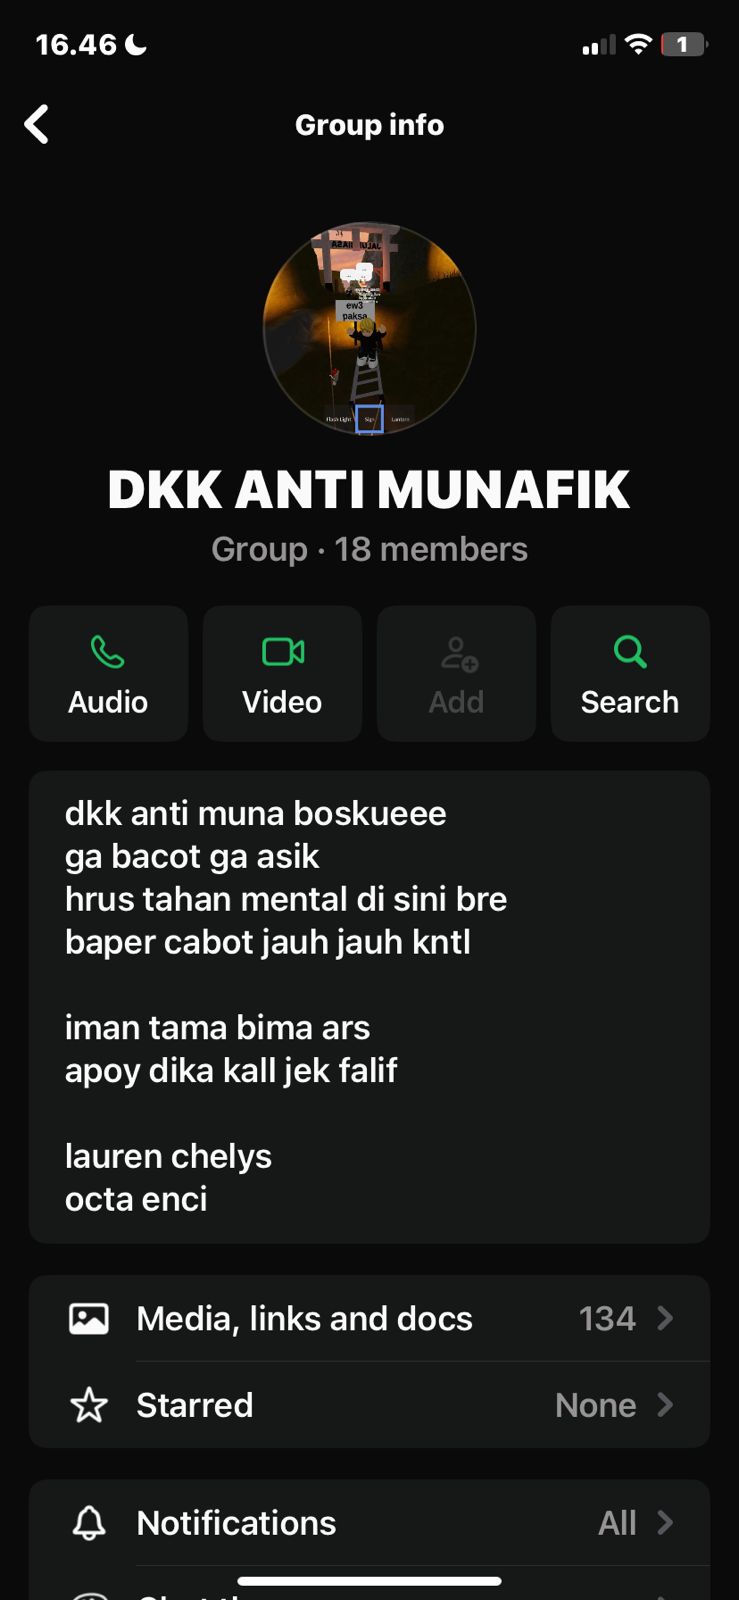 16.46
1
Group info
ew3
paksa
Flash Light Sign Lantern
DKK ANTI MUNAFIK
Group · 18 members
Audio Video Add Search
dkk anti muna boskueee
ga bacot ga asik
hrus tahan mental di sini bre
baper cabot jauh jauh kntl
iman tama bima ars
apoy dika kall jek falif
lauren chelys
octa enci
Media, links and docs 134
Starred None
Notifications All